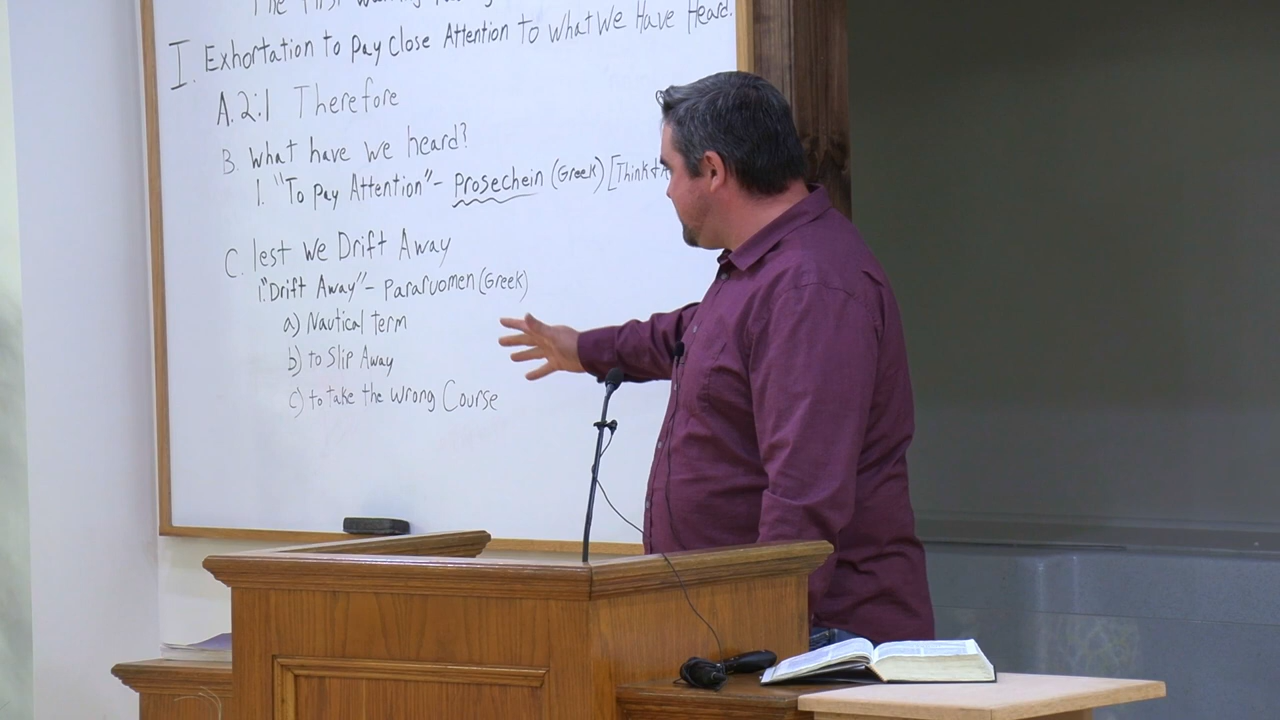 The First
I. Exhortation to Pay Close Attention To What We Have Heard.
A. 2:1 Therefore
B. What have we heard?
1. "To Pay Attention"- Prosechein (Greek) [Think
C. lest We Drift Away
1. "Drift Away"- pararuomen (Greek)
a) Nautical term
b) to Slip Away
c) to take the Wrong Course